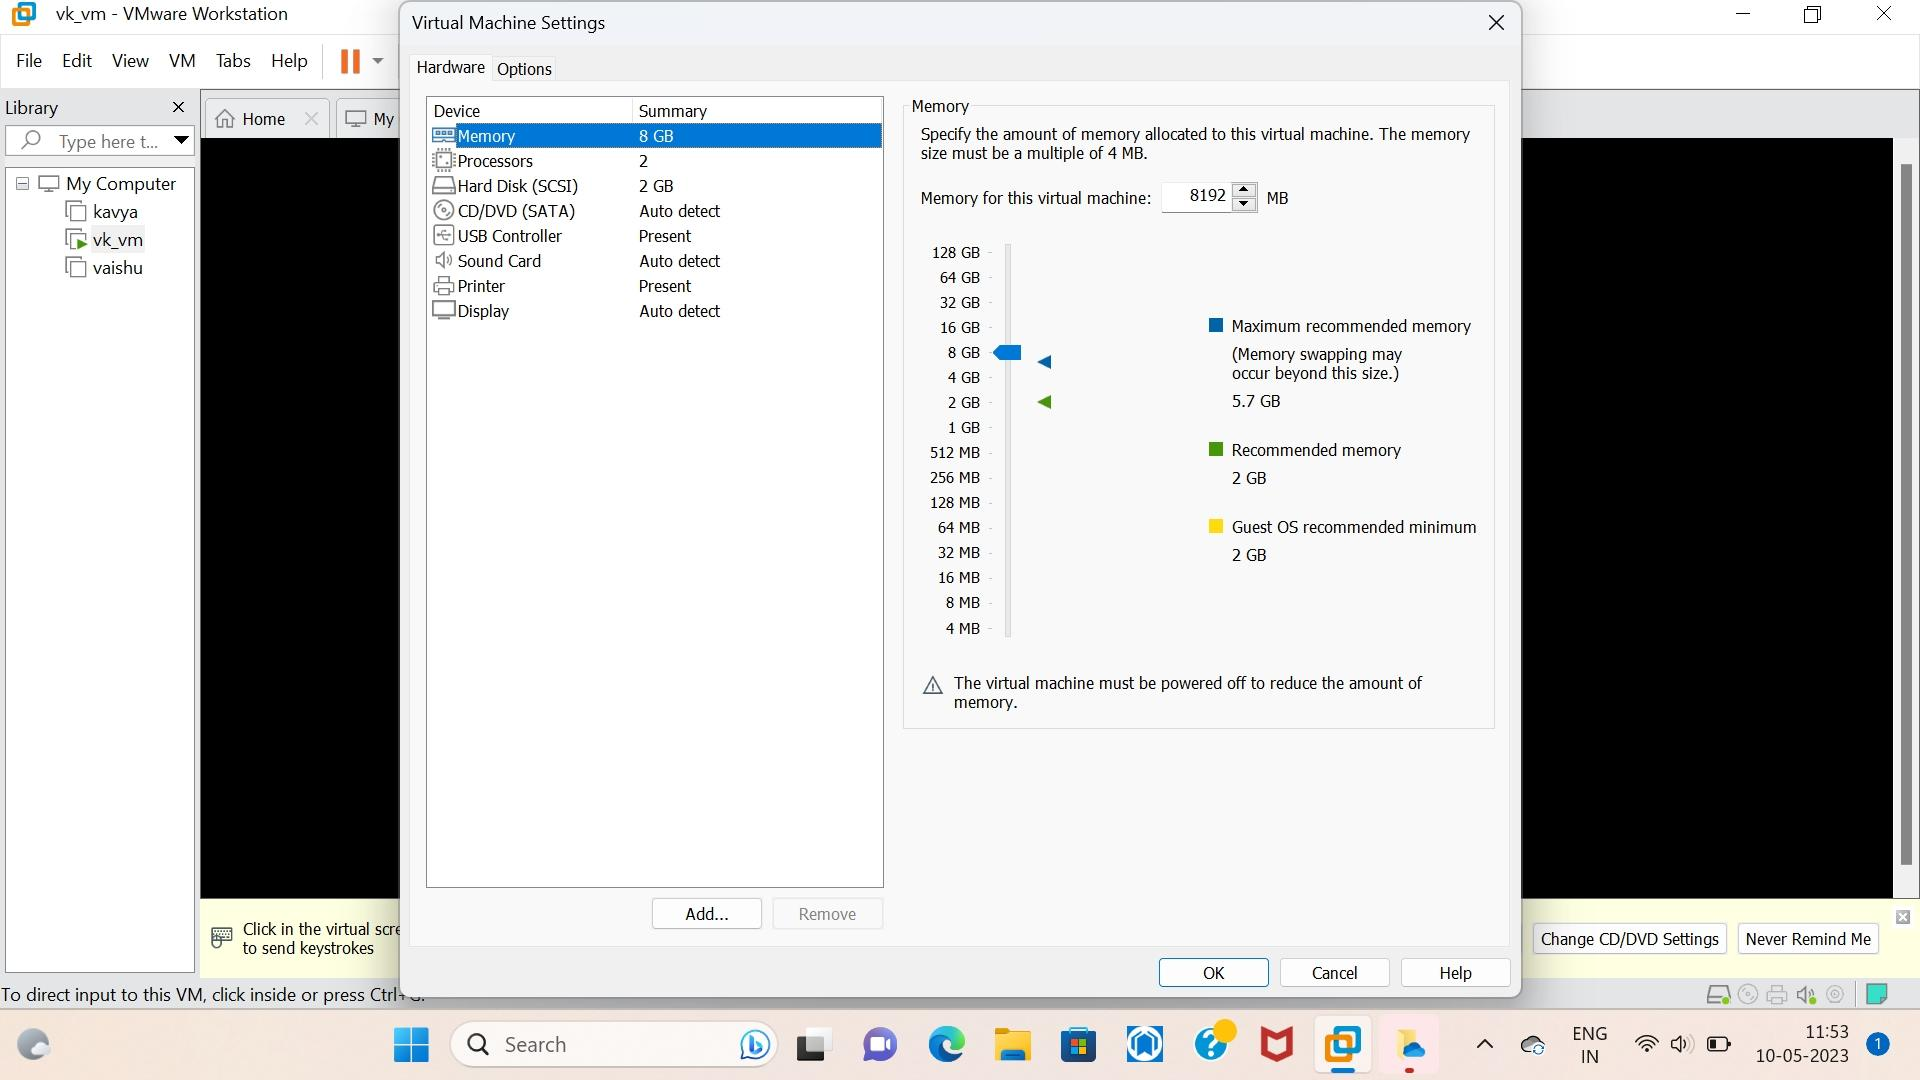 vk_vm - VMware Workstation
File Edit View VM Tabs Help
Library
Type here t...
My Computer
kavya
vk_vm
vaishu
Home
My
Virtual Machine Settings
Hardware Options
Device Summary
Memory 8 GB
Processors 2
Hard Disk (SCSI) 2 GB
CD/DVD (SATA) Auto detect
USB Controller Present
Sound Card Auto detect
Printer Present
Display Auto detect
Add... Remove
Memory
Specify the amount of memory allocated to this virtual machine. The memory
size must be a multiple of 4 MB.
Memory for this virtual machine: 8192 MB
128 GB
64 GB
32 GB
16 GB
8 GB
4 GB
2 GB
1 GB
512 MB
256 MB
128 MB
64 MB
32 MB
16 MB
8 MB
4 MB
Maximum recommended memory
(Memory swapping may
occur beyond this size.)
5.7 GB
Recommended memory
2 GB
Guest OS recommended minimum
2 GB
The virtual machine must be powered off to reduce the amount of
memory.
OK Cancel Help
Click in the virtual scre
to send keystrokes
Change CD/DVD Settings Never Remind Me
To direct input to this VM, click inside or press Ctrl+G.
Search
ENG
IN
11:53
10-05-2023
1